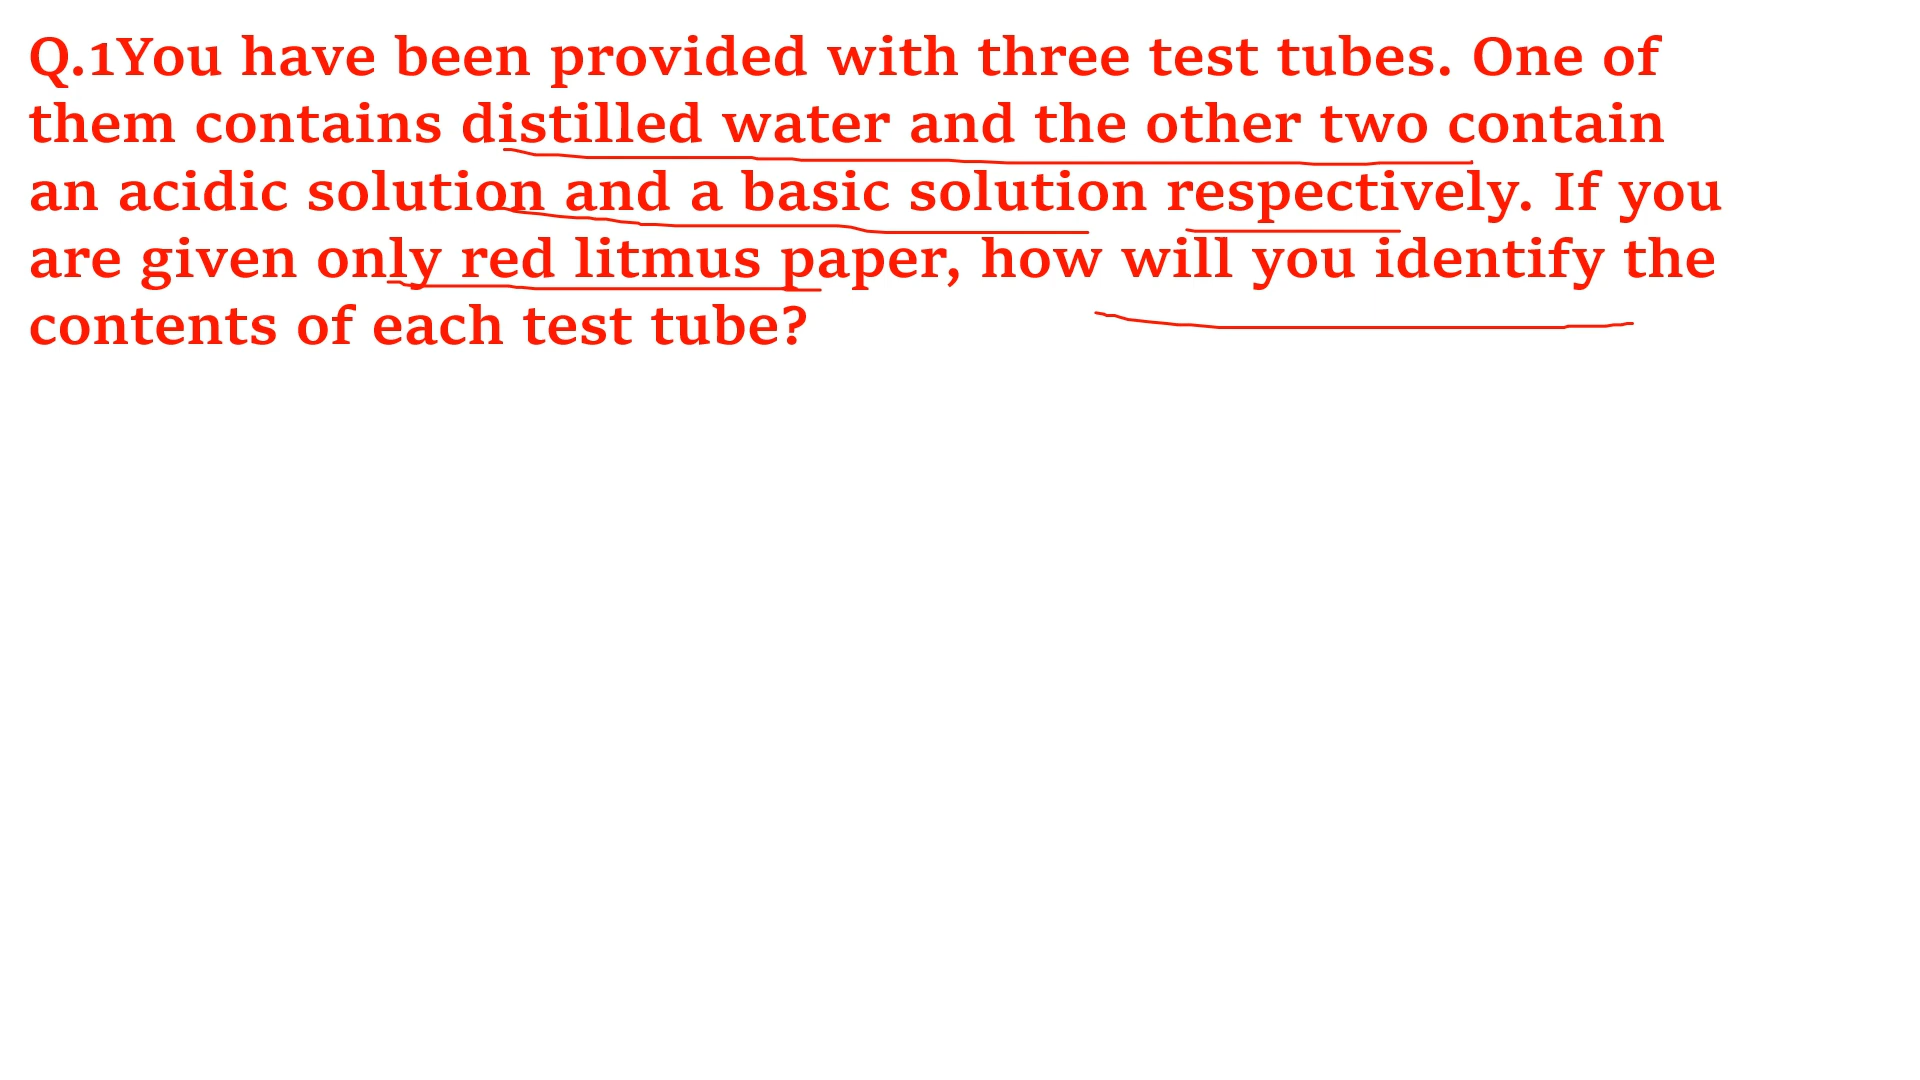 Q.1You have been provided with three test tubes. One of
them contains distilled water and the other two contain
an acidic solution and a basic solution respectively. If you
are given only red litmus paper, how will you identify the
contents of each test tube?